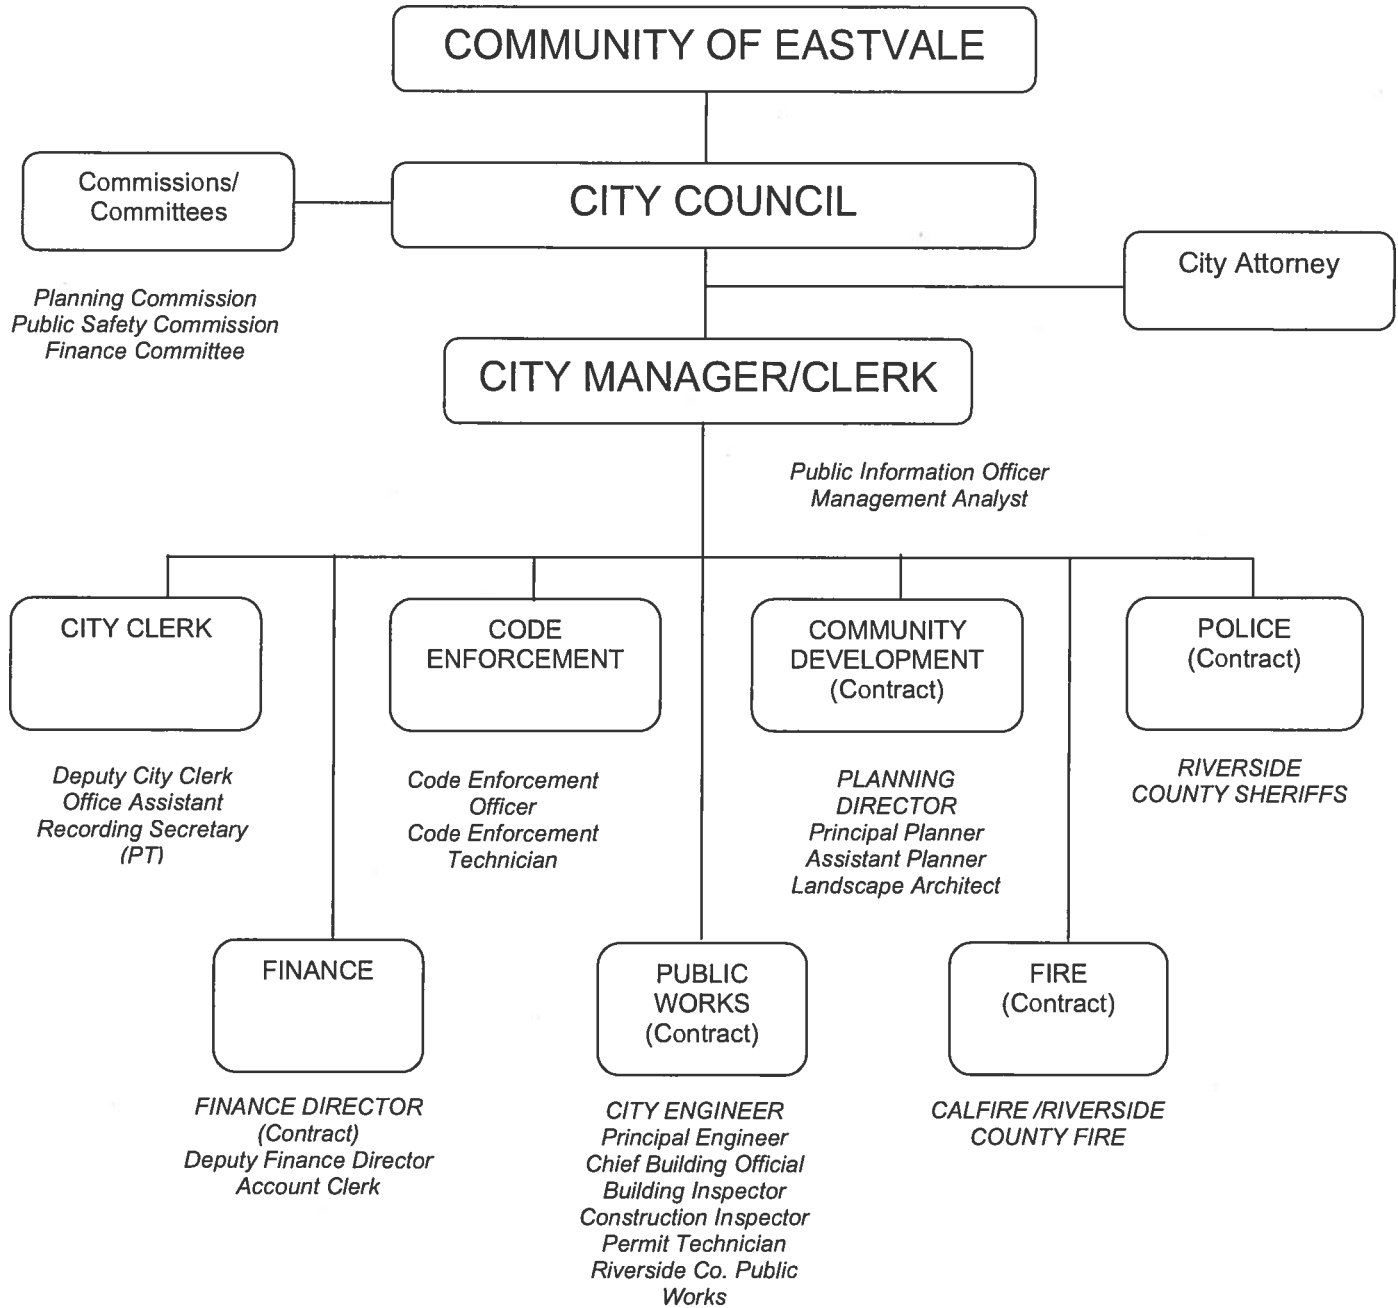 COMMUNITY OF EASTVALE
Commissions/
Committees
CITY COUNCIL
City Attorney
Planning Commission
Public Safety Commission
Finance Committee
CITY MANAGER/CLERK
Public Information Officer
Management Analyst
CITY CLERK
CODE
ENFORCEMENT
COMMUNITY
DEVELOPMENT
(Contract)
POLICE
(Contract)
Deputy City Clerk
Office Assistant
Recording Secretary
(PT)
Code Enforcement
Officer
Code Enforcement
Technician
PLANNING
DIRECTOR
Principal Planner
Assistant Planner
Landscape Architect
RIVERSIDE
COUNTY SHERIFFS
FINANCE
PUBLIC
WORKS
(Contract)
FIRE
(Contract)
FINANCE DIRECTOR
(Contract)
Deputy Finance Director
Account Clerk
CITY ENGINEER
Principal Engineer
Chief Building Official
Building Inspector
Construction Inspector
Permit Technician
Riverside Co. Public
Works
CALFIRE /RIVERSIDE
COUNTY FIRE